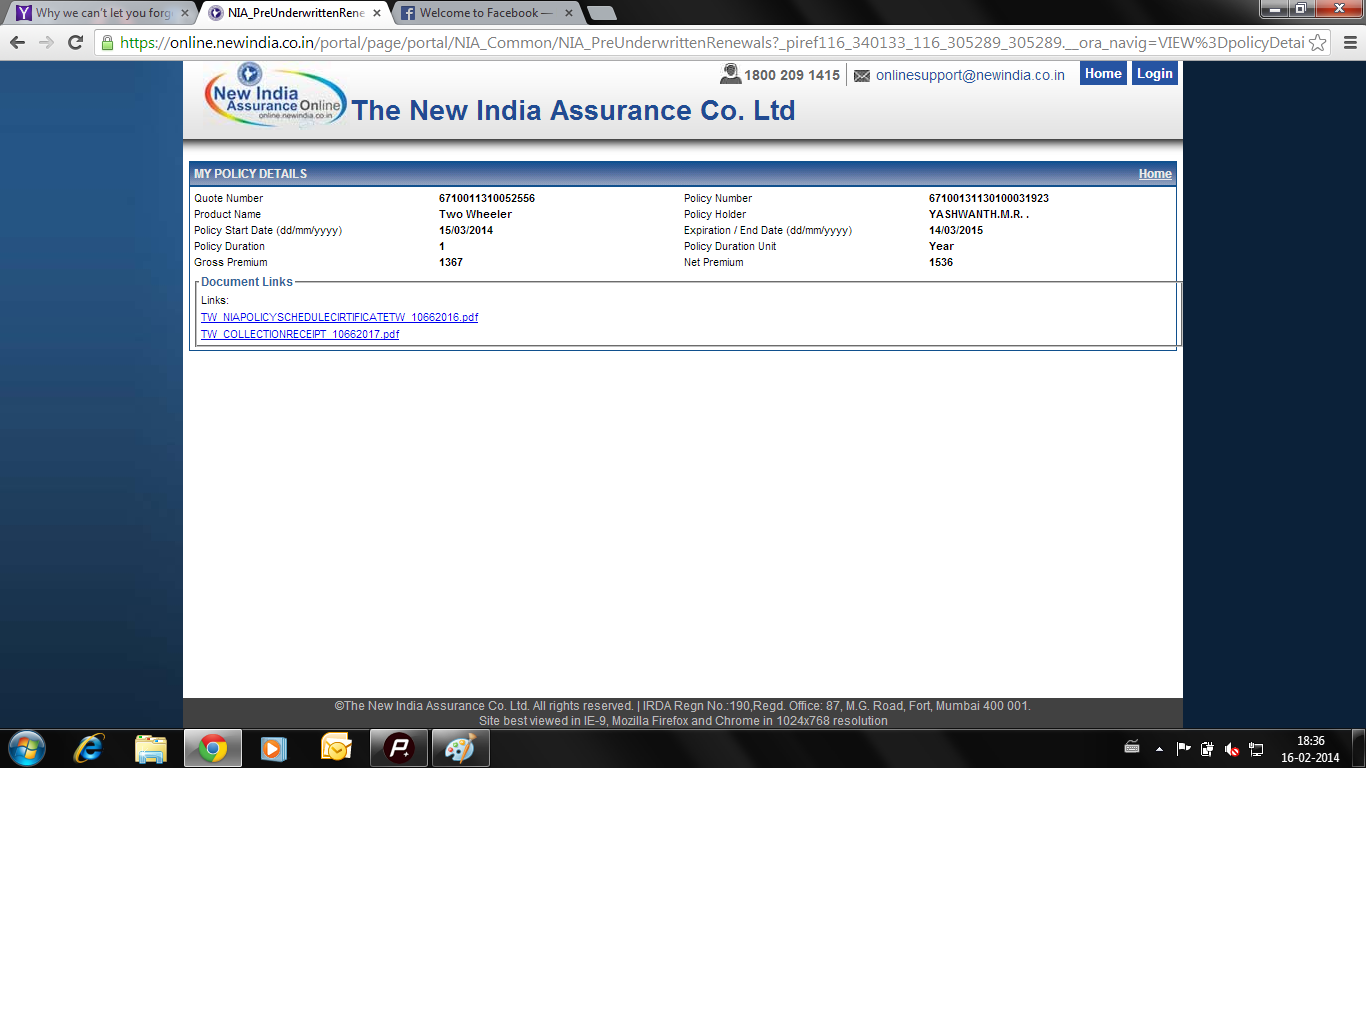 Why we can't let you forg
NIA_PreUnderwrittenRene
Welcome to Facebook —
https://online.newindia.co.in/portal/page/portal/NIA_Common/NIA_PreUnderwrittenRenewals?_piref116_340133_116_305289_305289.__ora_navig=VIEW%3DpolicyDetai
1800 209 1415
onlinesupport@newindia.co.in
Home
Login
New India
Assurance Online
online.newindia.co.in
The New India Assurance Co. Ltd
MY POLICY DETAILS
Home
Quote Number 6710011310052556 Policy Number 67100131130100031923
Product Name Two Wheeler Policy Holder YASHWANTH.M.R. .
Policy Start Date (dd/mm/yyyy) 15/03/2014 Expiration / End Date (dd/mm/yyyy) 14/03/2015
Policy Duration 1 Policy Duration Unit Year
Gross Premium 1367 Net Premium 1536
Document Links
Links:
TW_NIAPOLICYSCHEDULECIRTIFICATETW_10662016.pdf
TW_COLLECTIONRECEIPT_10662017.pdf
©The New India Assurance Co. Ltd. All rights reserved. | IRDA Regn No.:190,Regd. Office: 87, M.G. Road, Fort, Mumbai 400 001.
Site best viewed in IE-9, Mozilla Firefox and Chrome in 1024x768 resolution
18:36
16-02-2014